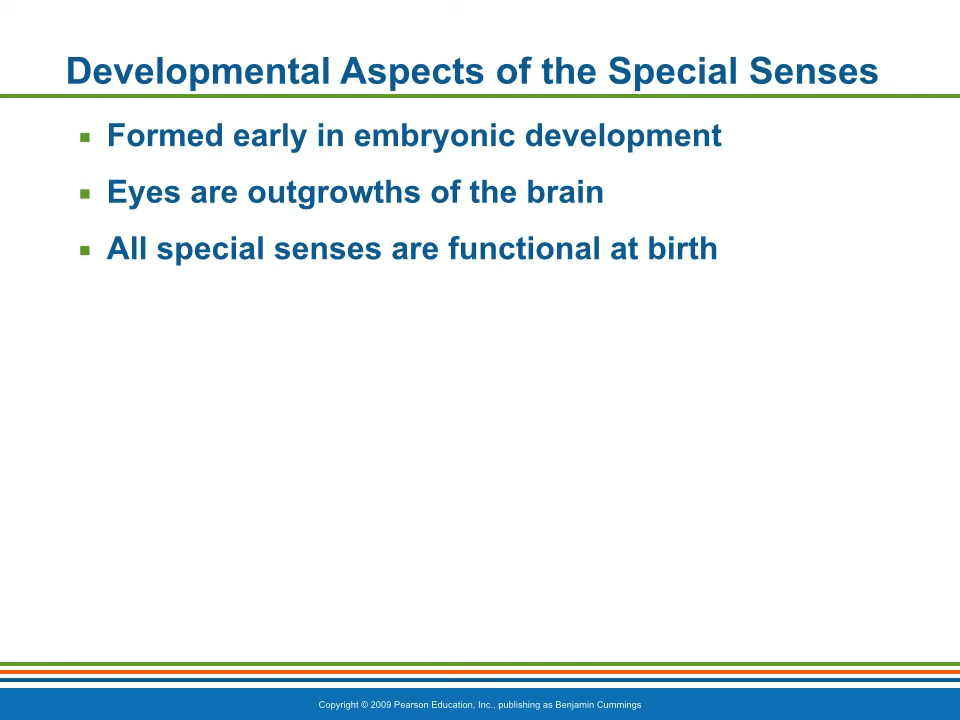 Developmental Aspects of the Special Senses
Formed early in embryonic development
Eyes are outgrowths of the brain
All special senses are functional at birth
Copyright © 2009 Pearson Education, Inc., publishing as Benjamin Cummings